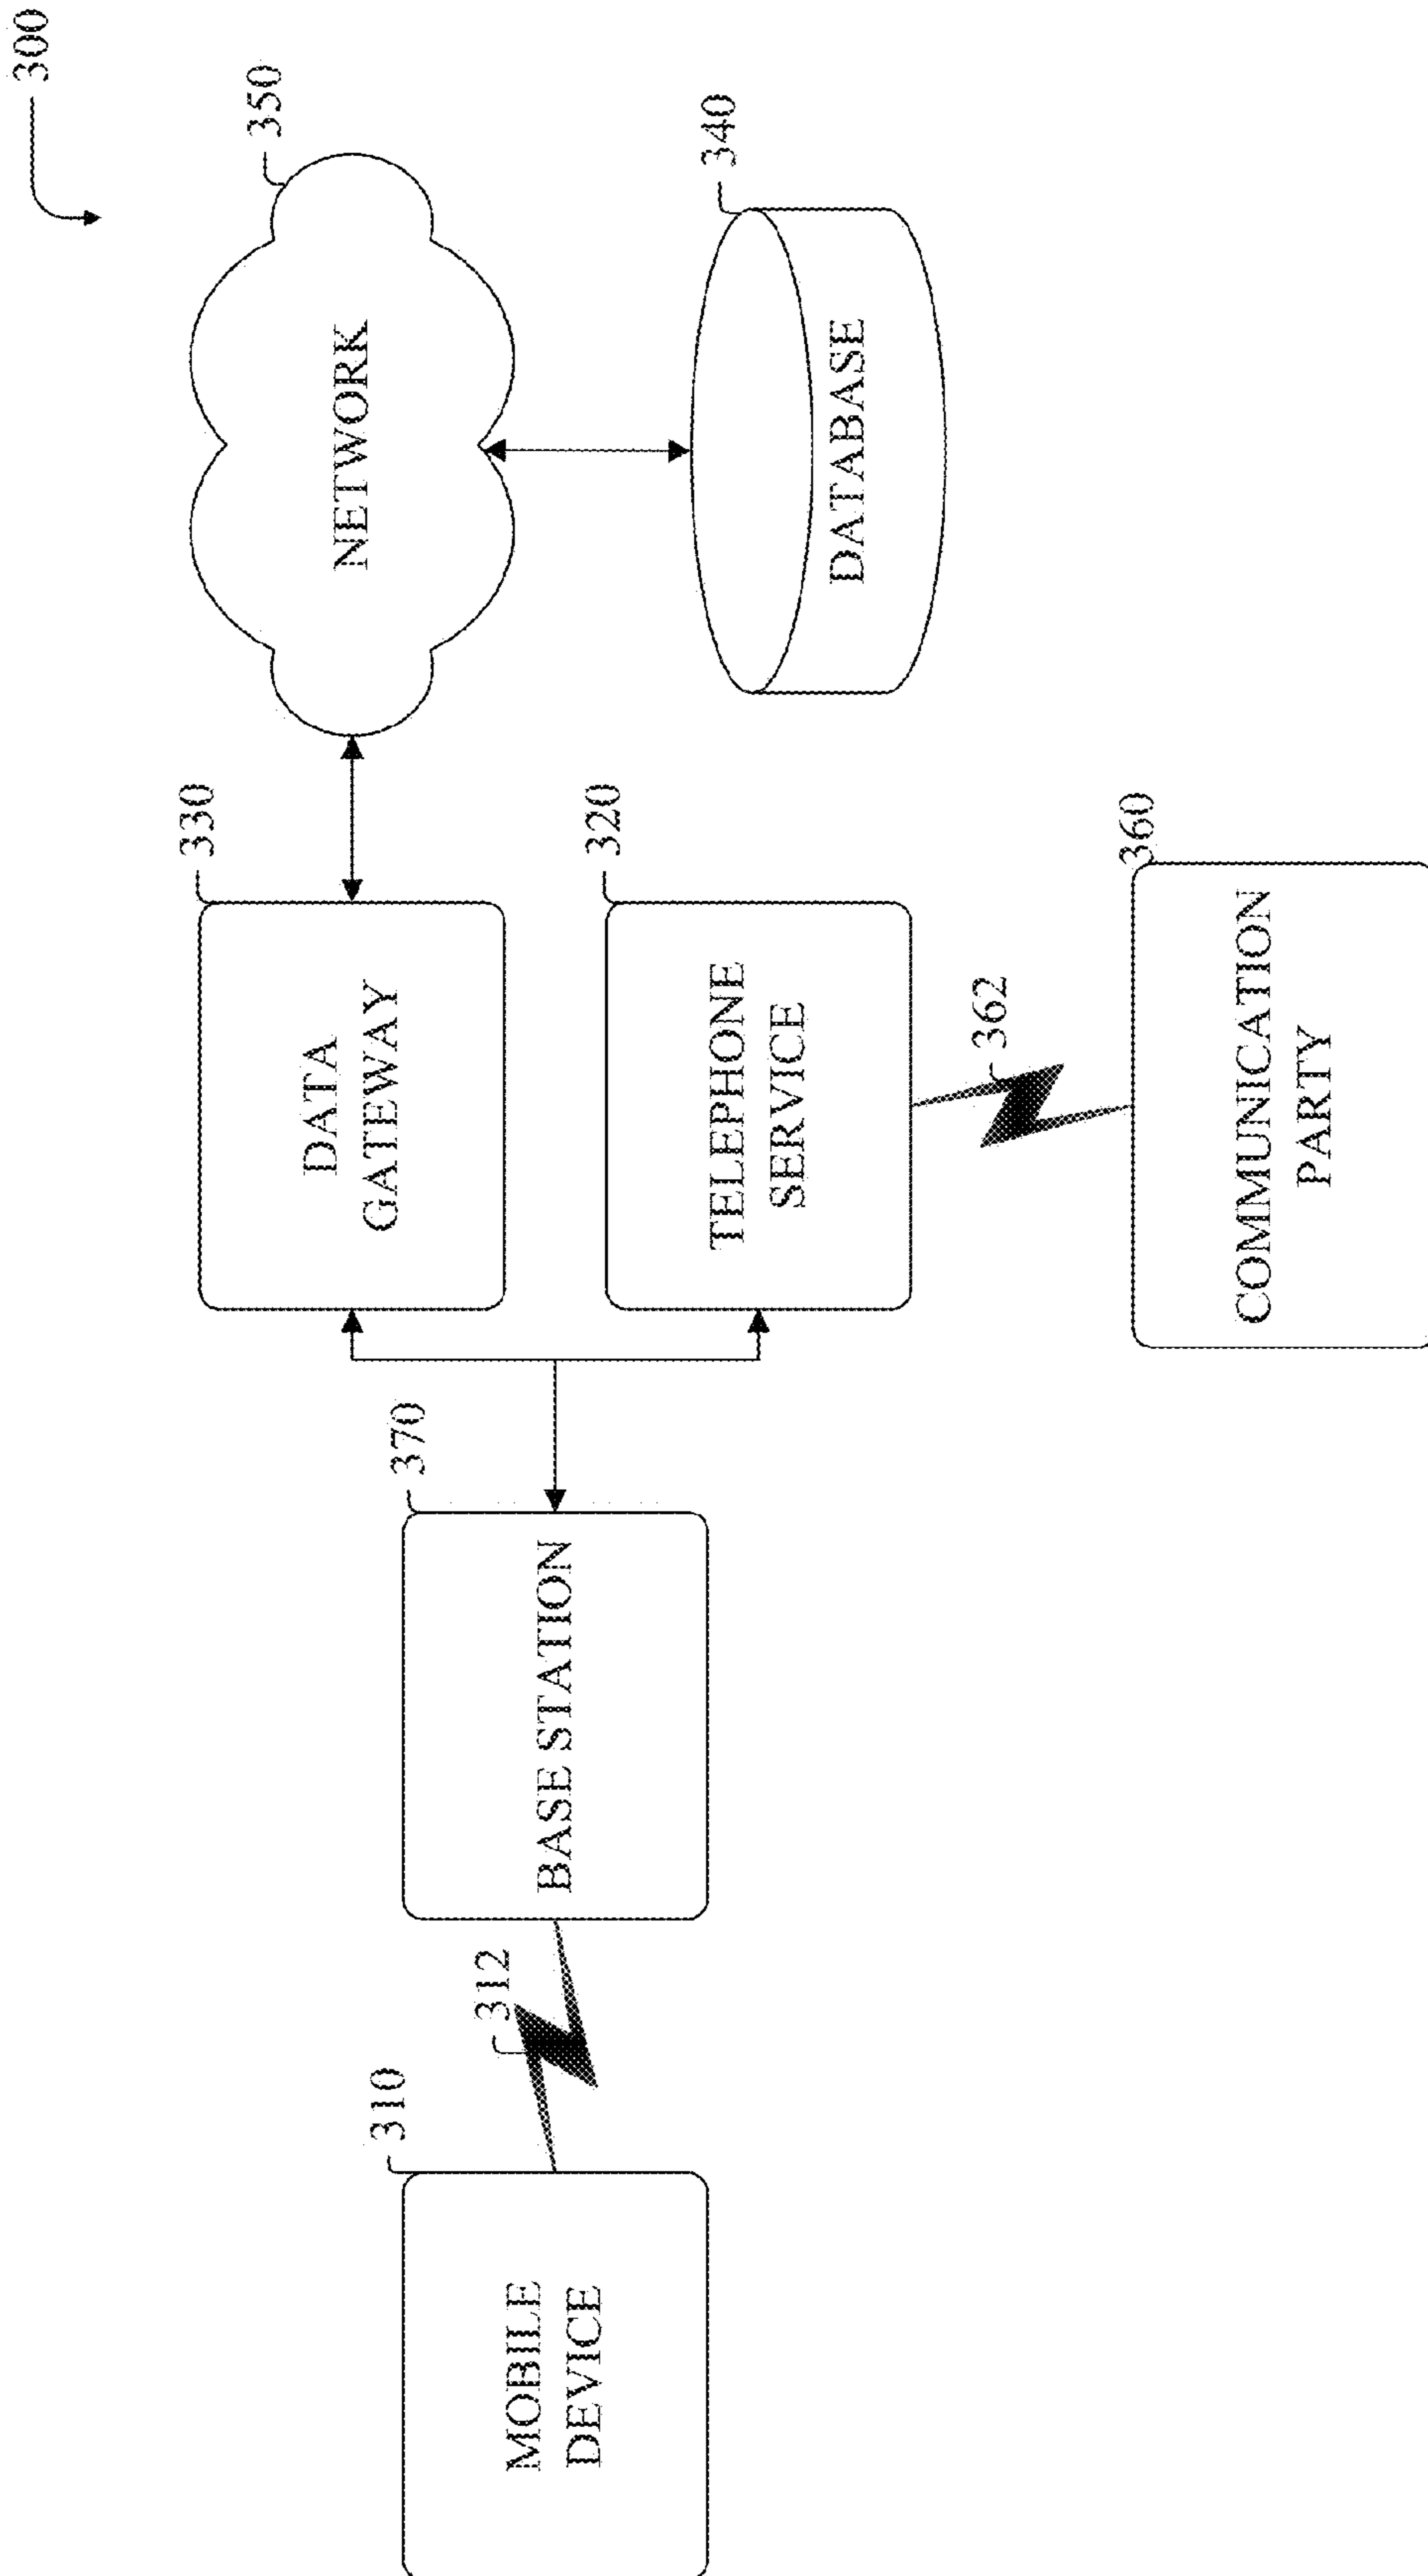 300
350
NETWORK
340
DATABASE
330
DATA
GATEWAY
320
TELEPHONE
SERVICE
362
360
COMMUNICATION
PARTY
370
BASE STATION
312
310
MOBILE
DEVICE